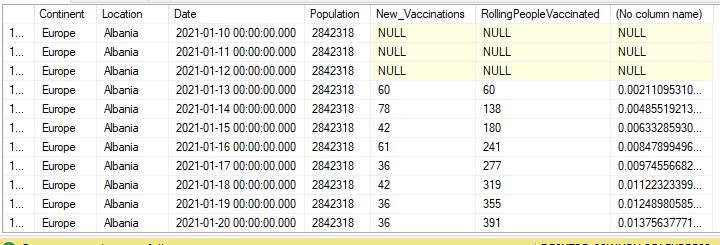 Continent Location Date Population New_Vaccinations RollingPeopleVaccinated (No column name)
1... Europe Albania 2021-01-10 00:00:00.000 2842318 NULL NULL NULL
1... Europe Albania 2021-01-11 00:00:00.000 2842318 NULL NULL NULL
1... Europe Albania 2021-01-12 00:00:00.000 2842318 NULL NULL NULL
1... Europe Albania 2021-01-13 00:00:00.000 2842318 60 60 0.00211095310...
1... Europe Albania 2021-01-14 00:00:00.000 2842318 78 138 0.00485519213...
1... Europe Albania 2021-01-15 00:00:00.000 2842318 42 180 0.00633285930...
1... Europe Albania 2021-01-16 00:00:00.000 2842318 61 241 0.00847899496...
1... Europe Albania 2021-01-17 00:00:00.000 2842318 36 277 0.00974556682...
1... Europe Albania 2021-01-18 00:00:00.000 2842318 42 319 0.01122323399...
1... Europe Albania 2021-01-19 00:00:00.000 2842318 36 355 0.01248980585...
1... Europe Albania 2021-01-20 00:00:00.000 2842318 36 391 0.01375637771...